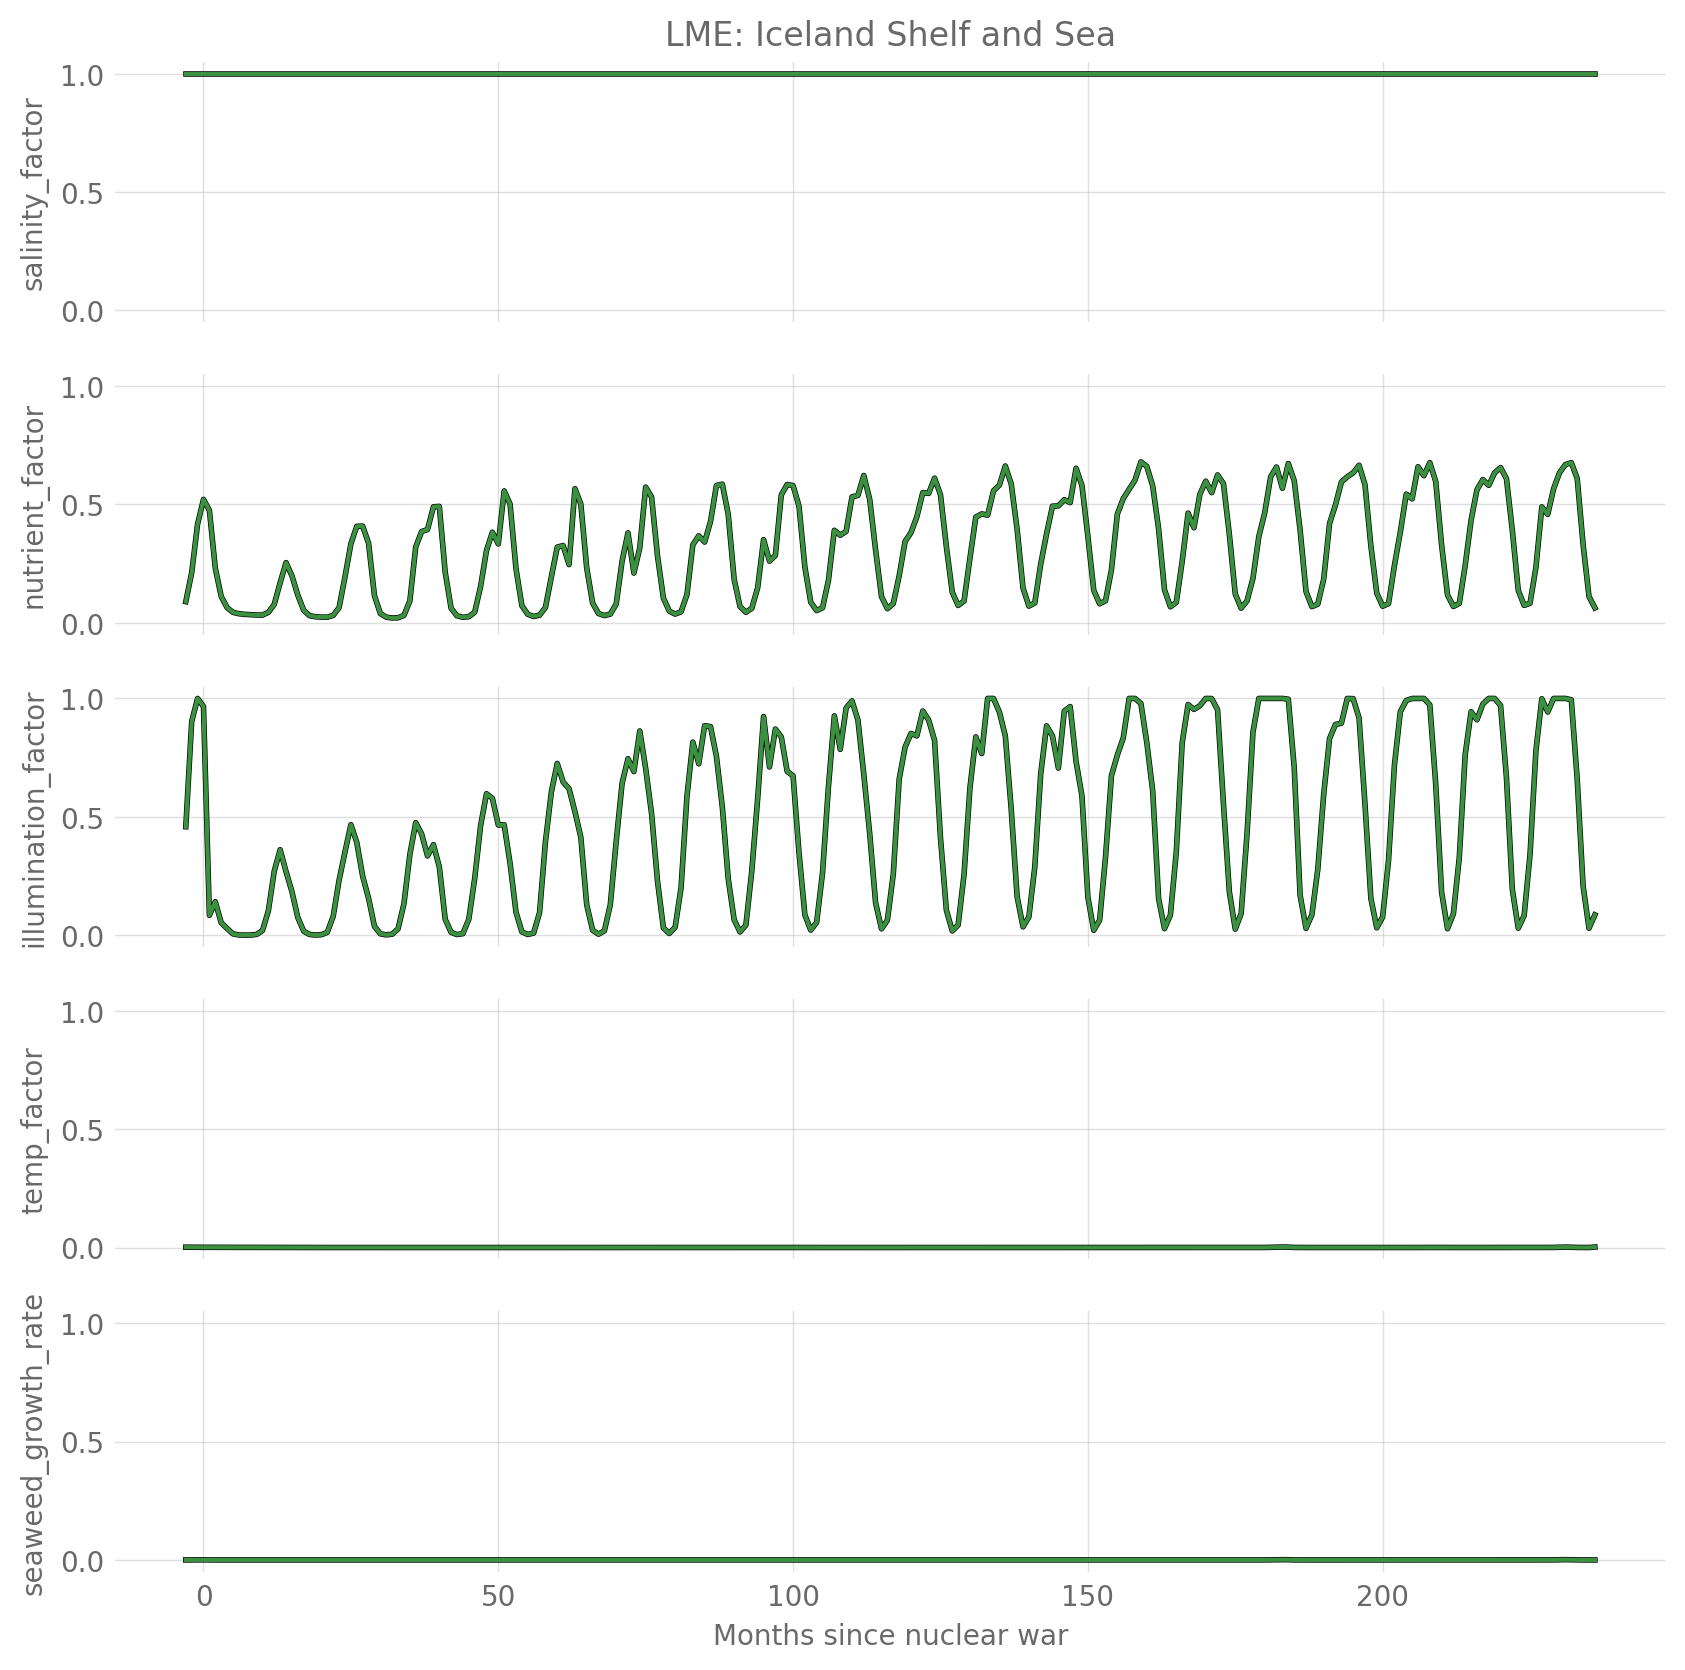 LME: Iceland Shelf and Sea
salinity_factor
1.0
0.5
0.0
nutrient_factor
1.0
0.5
0.0
illumination_factor
1.0
0.5
0.0
temp_factor
1.0
0.5
0.0
seaweed_growth_rate
1.0
0.5
0.0
0 50 100 150 200
Months since nuclear war